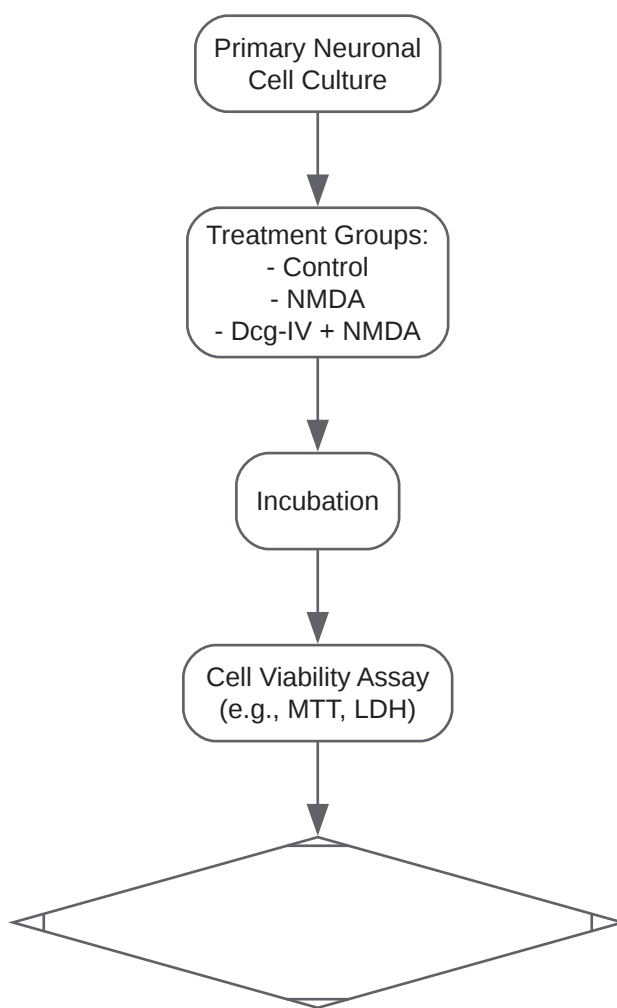 Primary Neuronal
Cell Culture
Treatment Groups:
- Control
- NMDA
- Dcg-IV + NMDA
Incubation
Cell Viability Assay
(e.g., MTT, LDH)